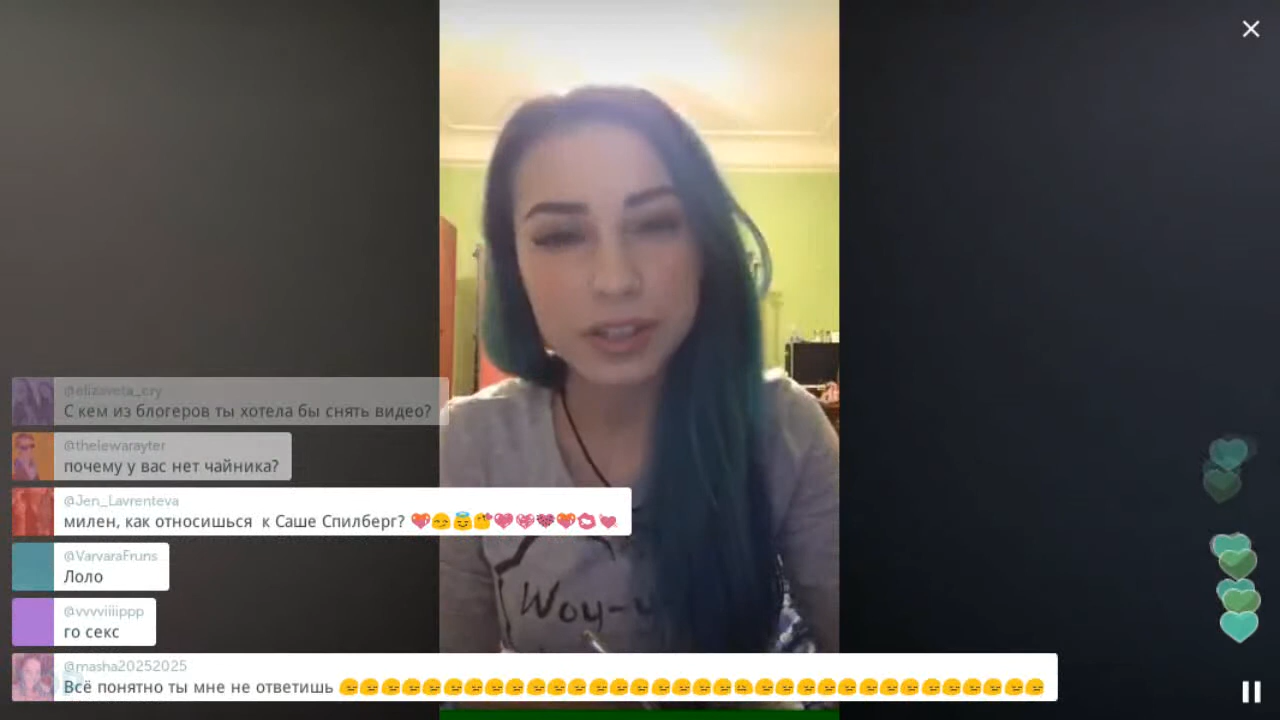 @elizaveta_cry
С кем из блогеров ты хотела бы снять видео?
@thelewarayter
почему у вас нет чайника?
@Jen_Lavrenteva
милен, как относишься к Саше Спилберг?
@VarvaraFruns
Лоло
@vvvviiiippp
го секс
@masha20252025
Всё понятно ты мне не ответишь
Woy-